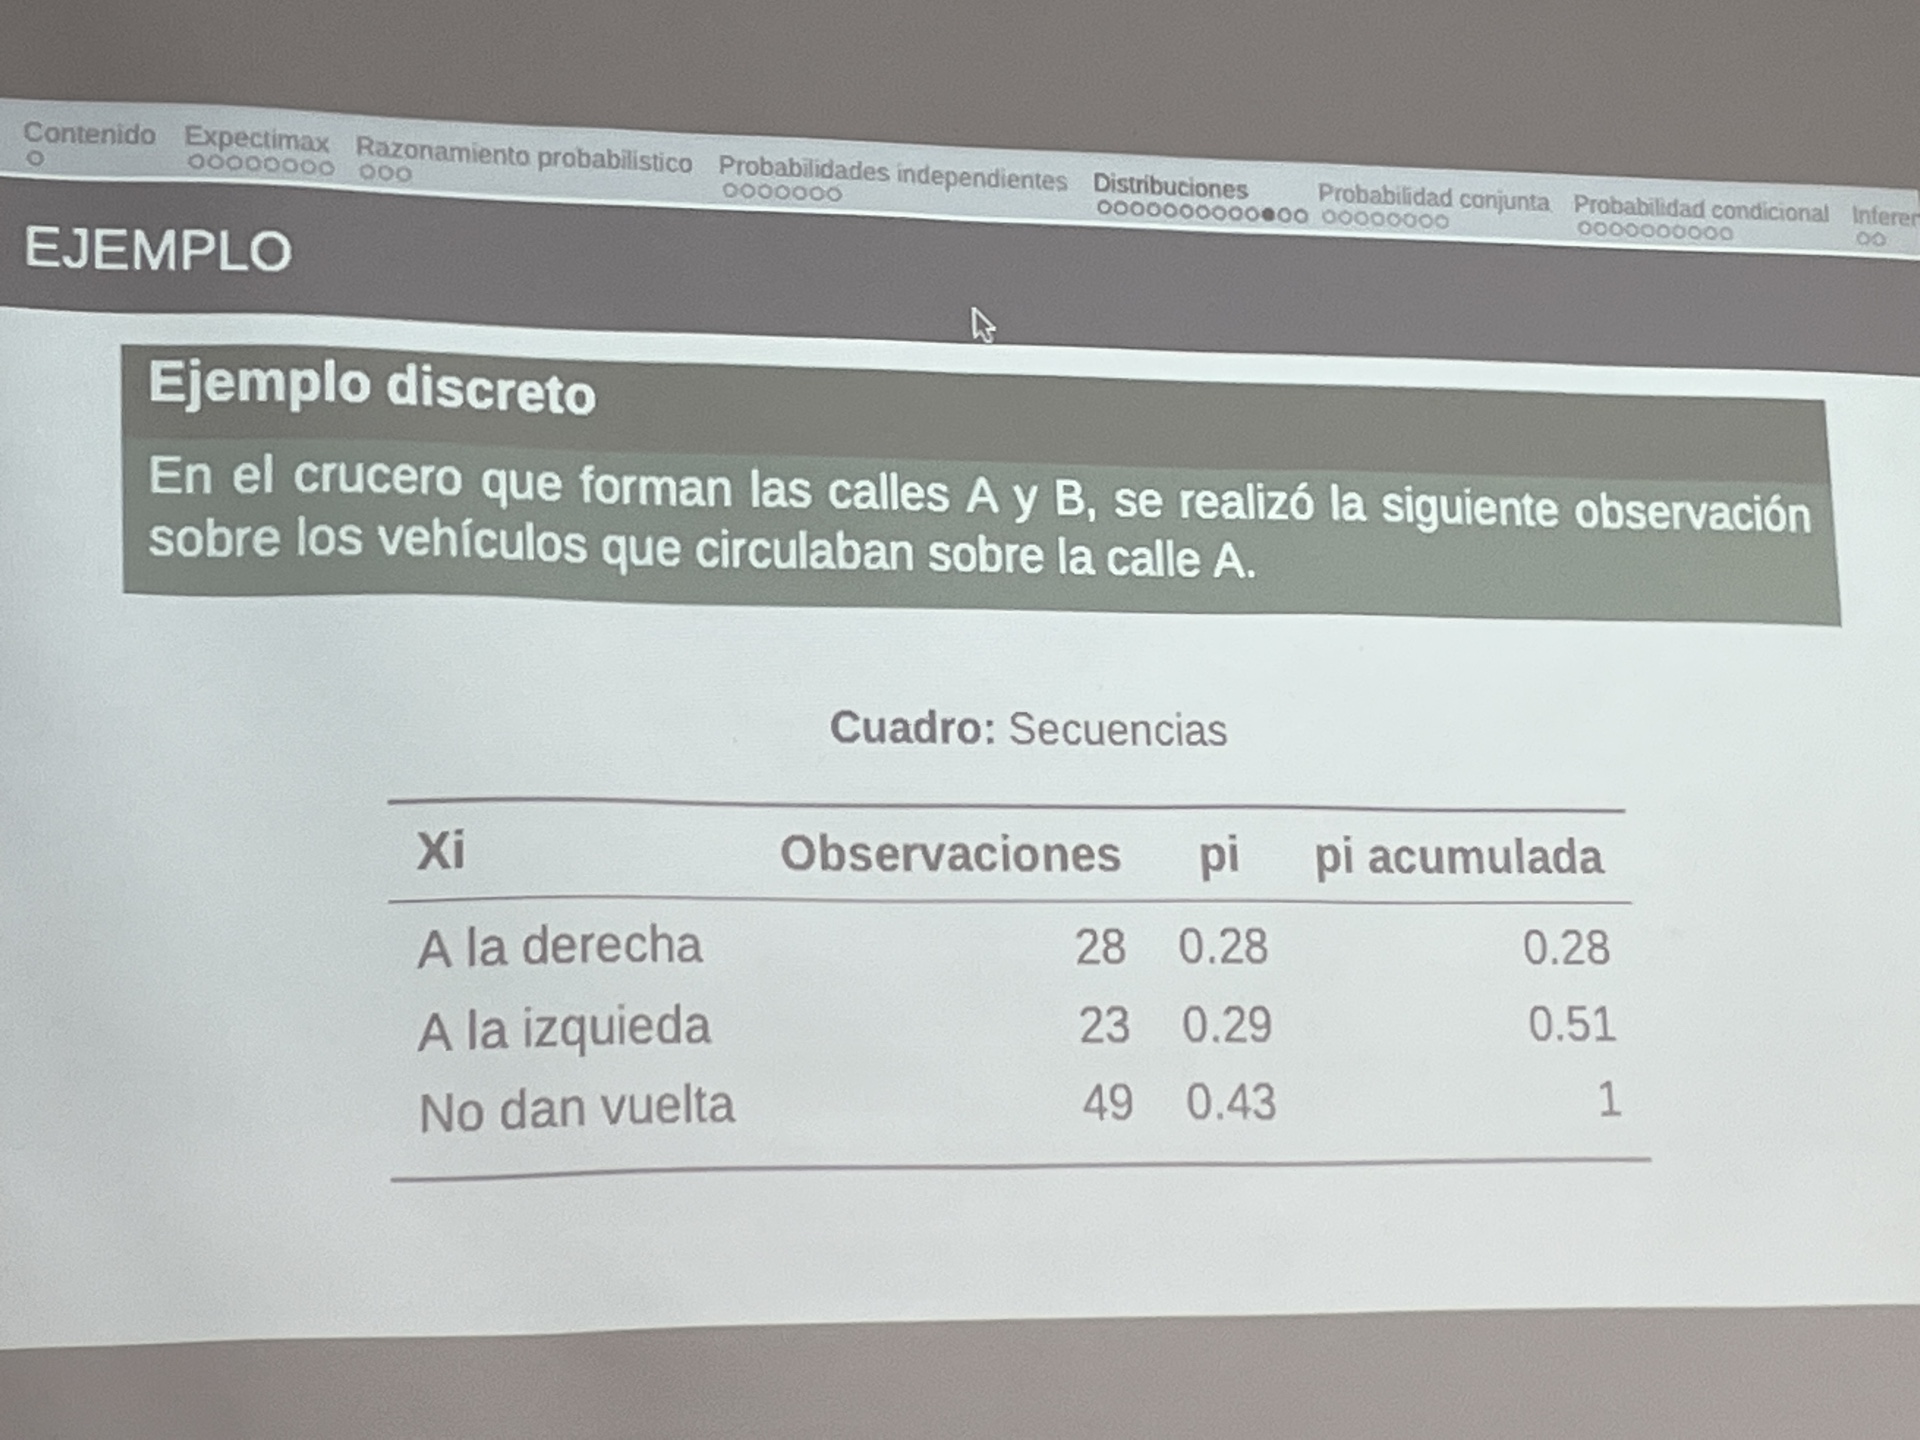 Contenido Expectimax Razonamiento probabilistico Probabilidades independientes Distribuciones Probabilidad conjunta Probabilidad condicional
EJEMPLO
Ejemplo discreto
En el crucero que forman las calles A y B, se realizó la siguiente observación
sobre los vehículos que circulaban sobre la calle A.
Cuadro: Secuencias
Xi Observaciones pi pi acumulada
A la derecha 28 0.28 0.28
A la izquieda 23 0.29 0.51
No dan vuelta 49 0.43 1